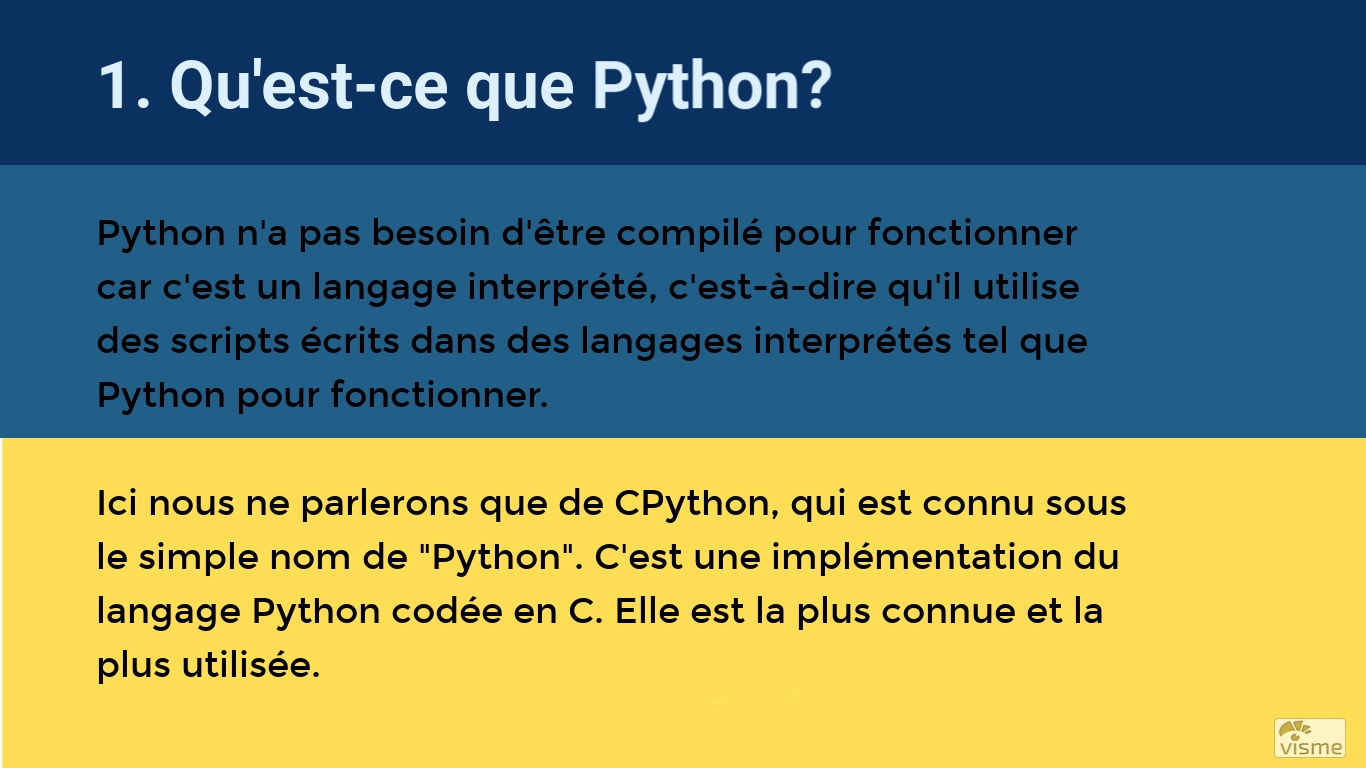 1. Qu'est-ce que Python?
Python n'a pas besoin d'être compilé pour fonctionner
car c'est un langage interprété, c'est-à-dire qu'il utilise
des scripts écrits dans des langages interprétés tel que
Python pour fonctionner.
Ici nous ne parlerons que de CPython, qui est connu sous
le simple nom de "Python". C'est une implémentation du
langage Python codée en C. Elle est la plus connue et la
plus utilisée.
visme